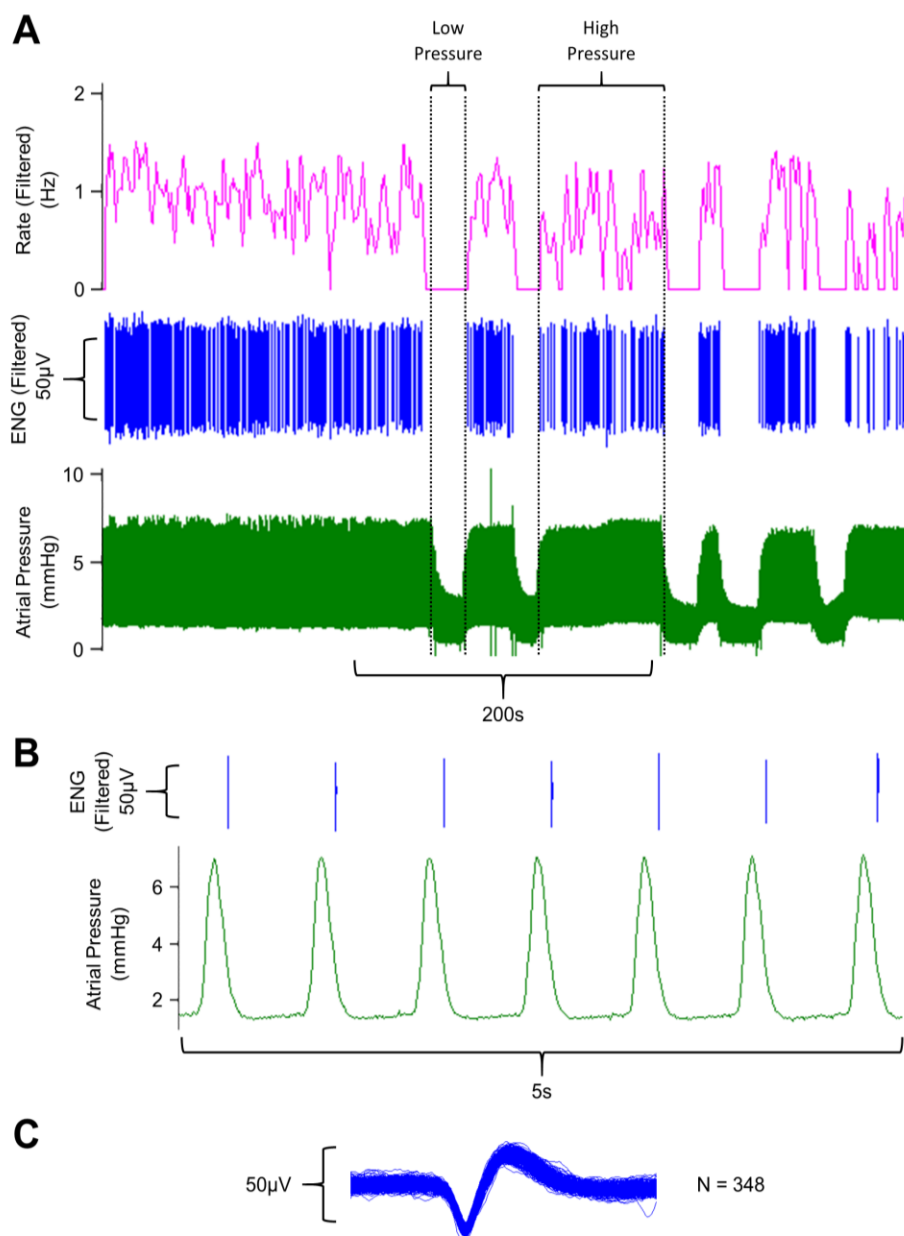 A
Low
Pressure
High
Pressure
Rate (Filtered)
(Hz)
2
1
0
ENG (Filtered)
50µV
Atrial Pressure
(mmHg)
10
5
0
200s
B
ENG
(Filtered)
50µV
Atrial Pressure
(mmHg)
6
4
2
5s
C
50µV
N = 348